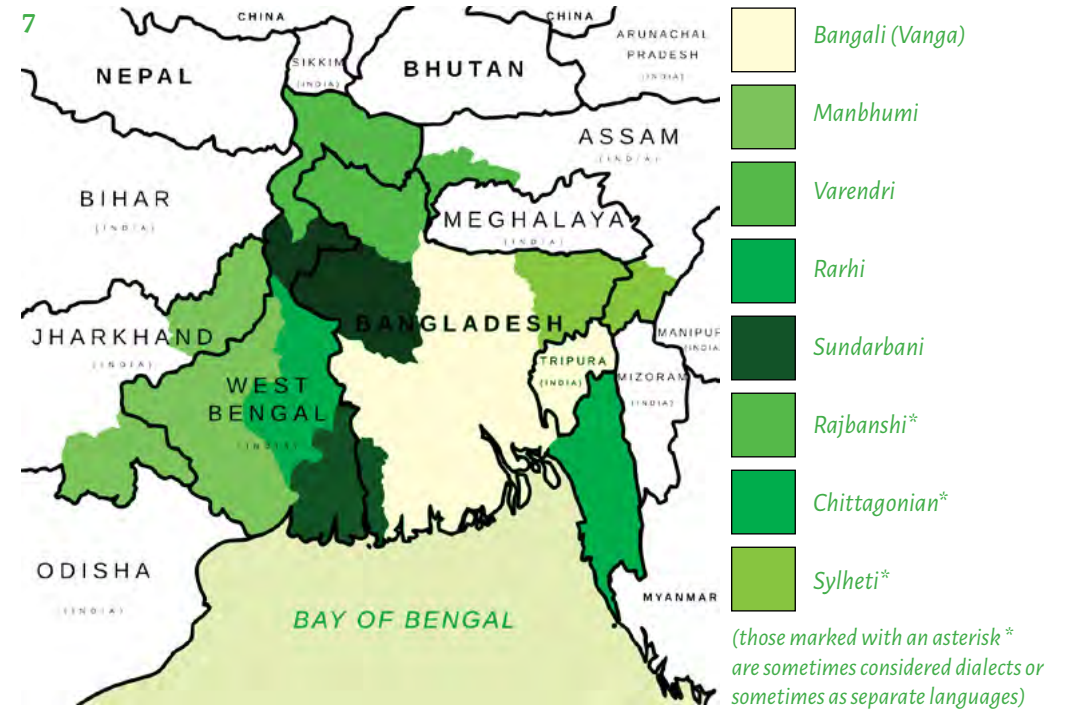 7
CHINA
CHINA
ARUNACHAL
PRADESH
(INDIA)
SIKKIM
(INDIA)
NEPAL
BHUTAN
ASSAM
(INDIA)
BIHAR
(INDIA)
MEGHALAYA
(INDIA)
JHARKHAND
(INDIA)
BANGLADESH
MANIPUR
(INDIA
TRIPURA
(INDIA)
MIZORAM
(INDIA)
WEST
BENGAL
(INDIA)
ODISHA
(INDIA)
MYANMAR
BAY OF BENGAL
Bangali (Vanga)
Manbhumi
Varendri
Rarhi
Sundarbani
Rajbanshi*
Chittagonian*
Sylheti*
(those marked with an asterisk *
are sometimes considered dialects or
sometimes as separate languages)